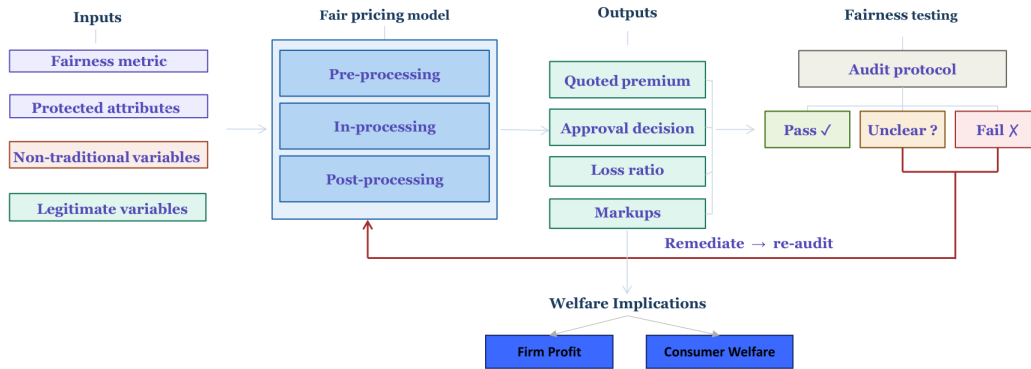 Inputs
Fairness metric
Protected attributes
Non-traditional variables
Legitimate variables
Fair pricing model
Pre-processing
In-processing
Post-processing
Outputs
Quoted premium
Approval decision
Loss ratio
Markups
Fairness testing
Audit protocol
Pass ✓
Unclear ?
Fail ✗
Remediate → re-audit
Welfare Implications
Firm Profit
Consumer Welfare